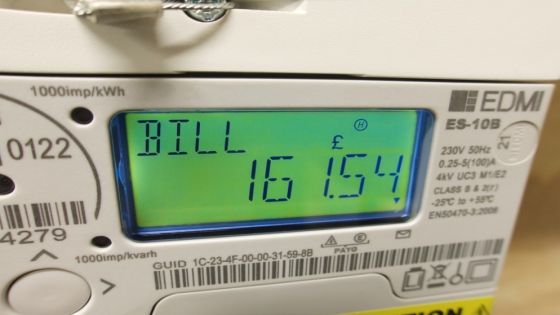 1000imp/kWh
EDMI
ES-10B
0122
BILL
£
H
161.54
230V 50Hz
0.25-5(100)A
4kV UC3 M1/E2
CLASS B & 2(r)
-25°C to +55°C
EN50470-3:2006
21
4279
1000imp/kvarh
PAYG
GUID 1C-23-4F-00-00-31-59-8B